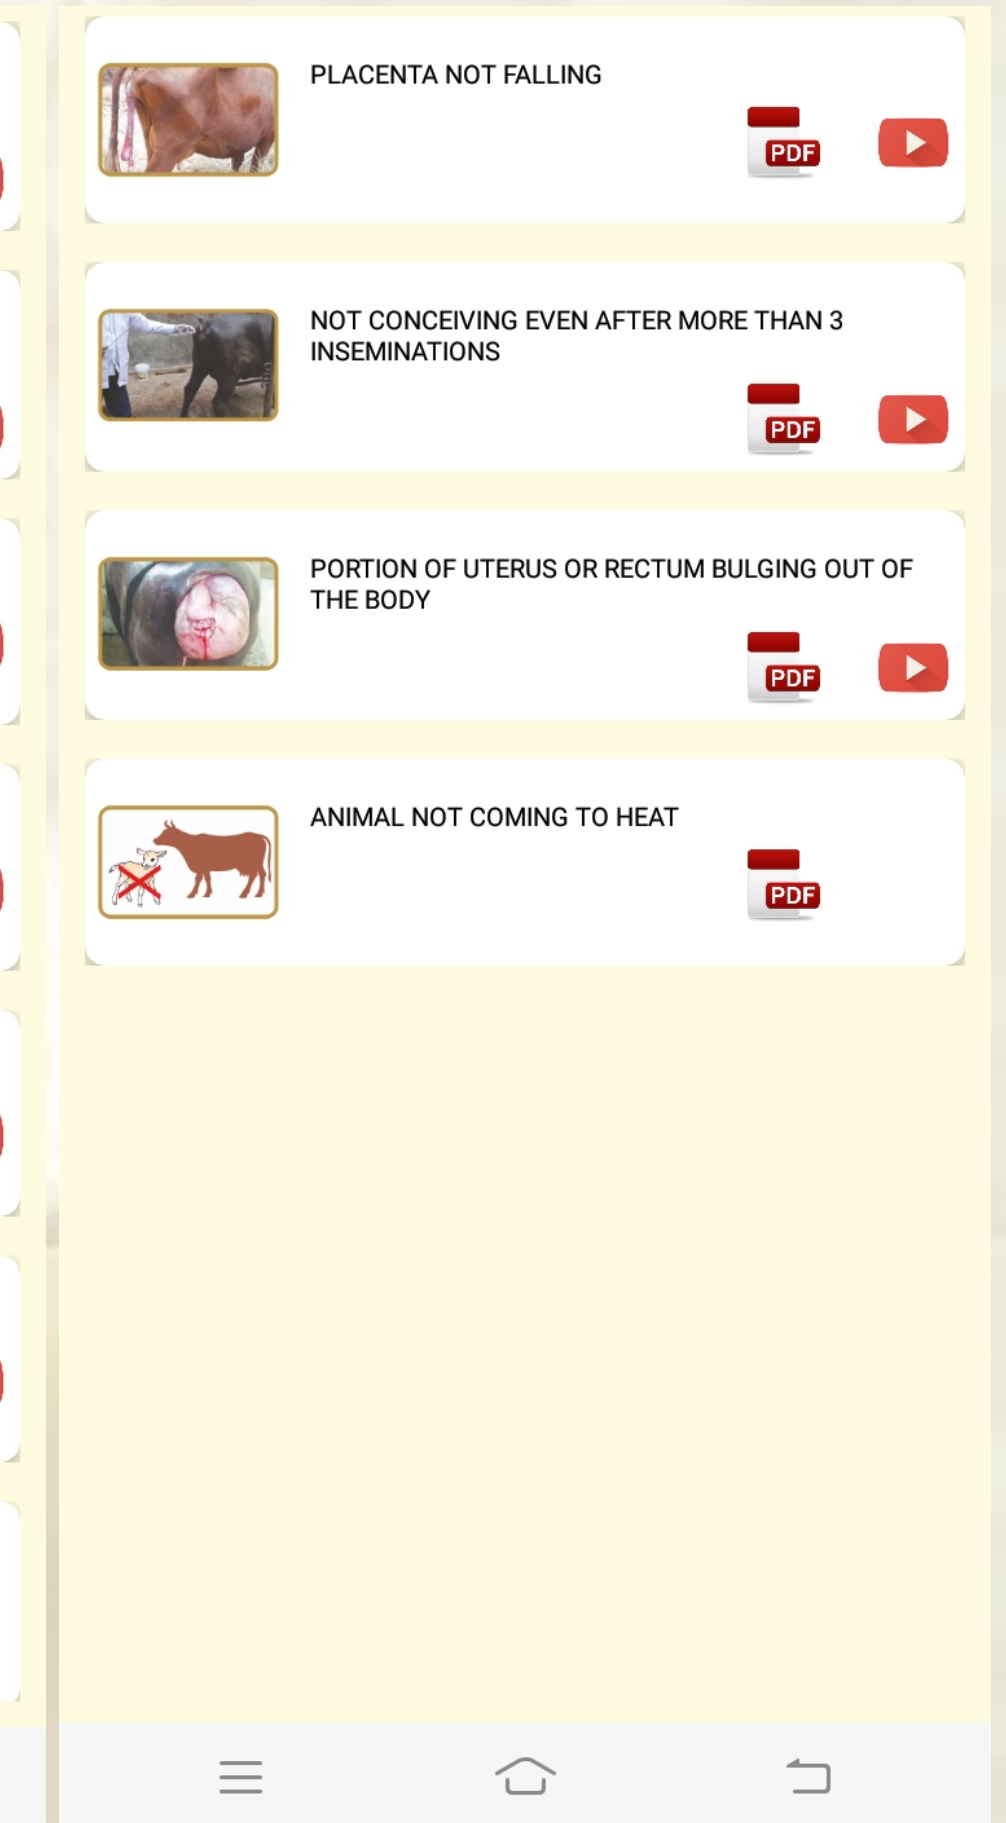 PLACENTA NOT FALLING
PDF
NOT CONCEIVING EVEN AFTER MORE THAN 3
INSEMINATIONS
PDF
PORTION OF UTERUS OR RECTUM BULGING OUT OF
THE BODY
PDF
ANIMAL NOT COMING TO HEAT
PDF